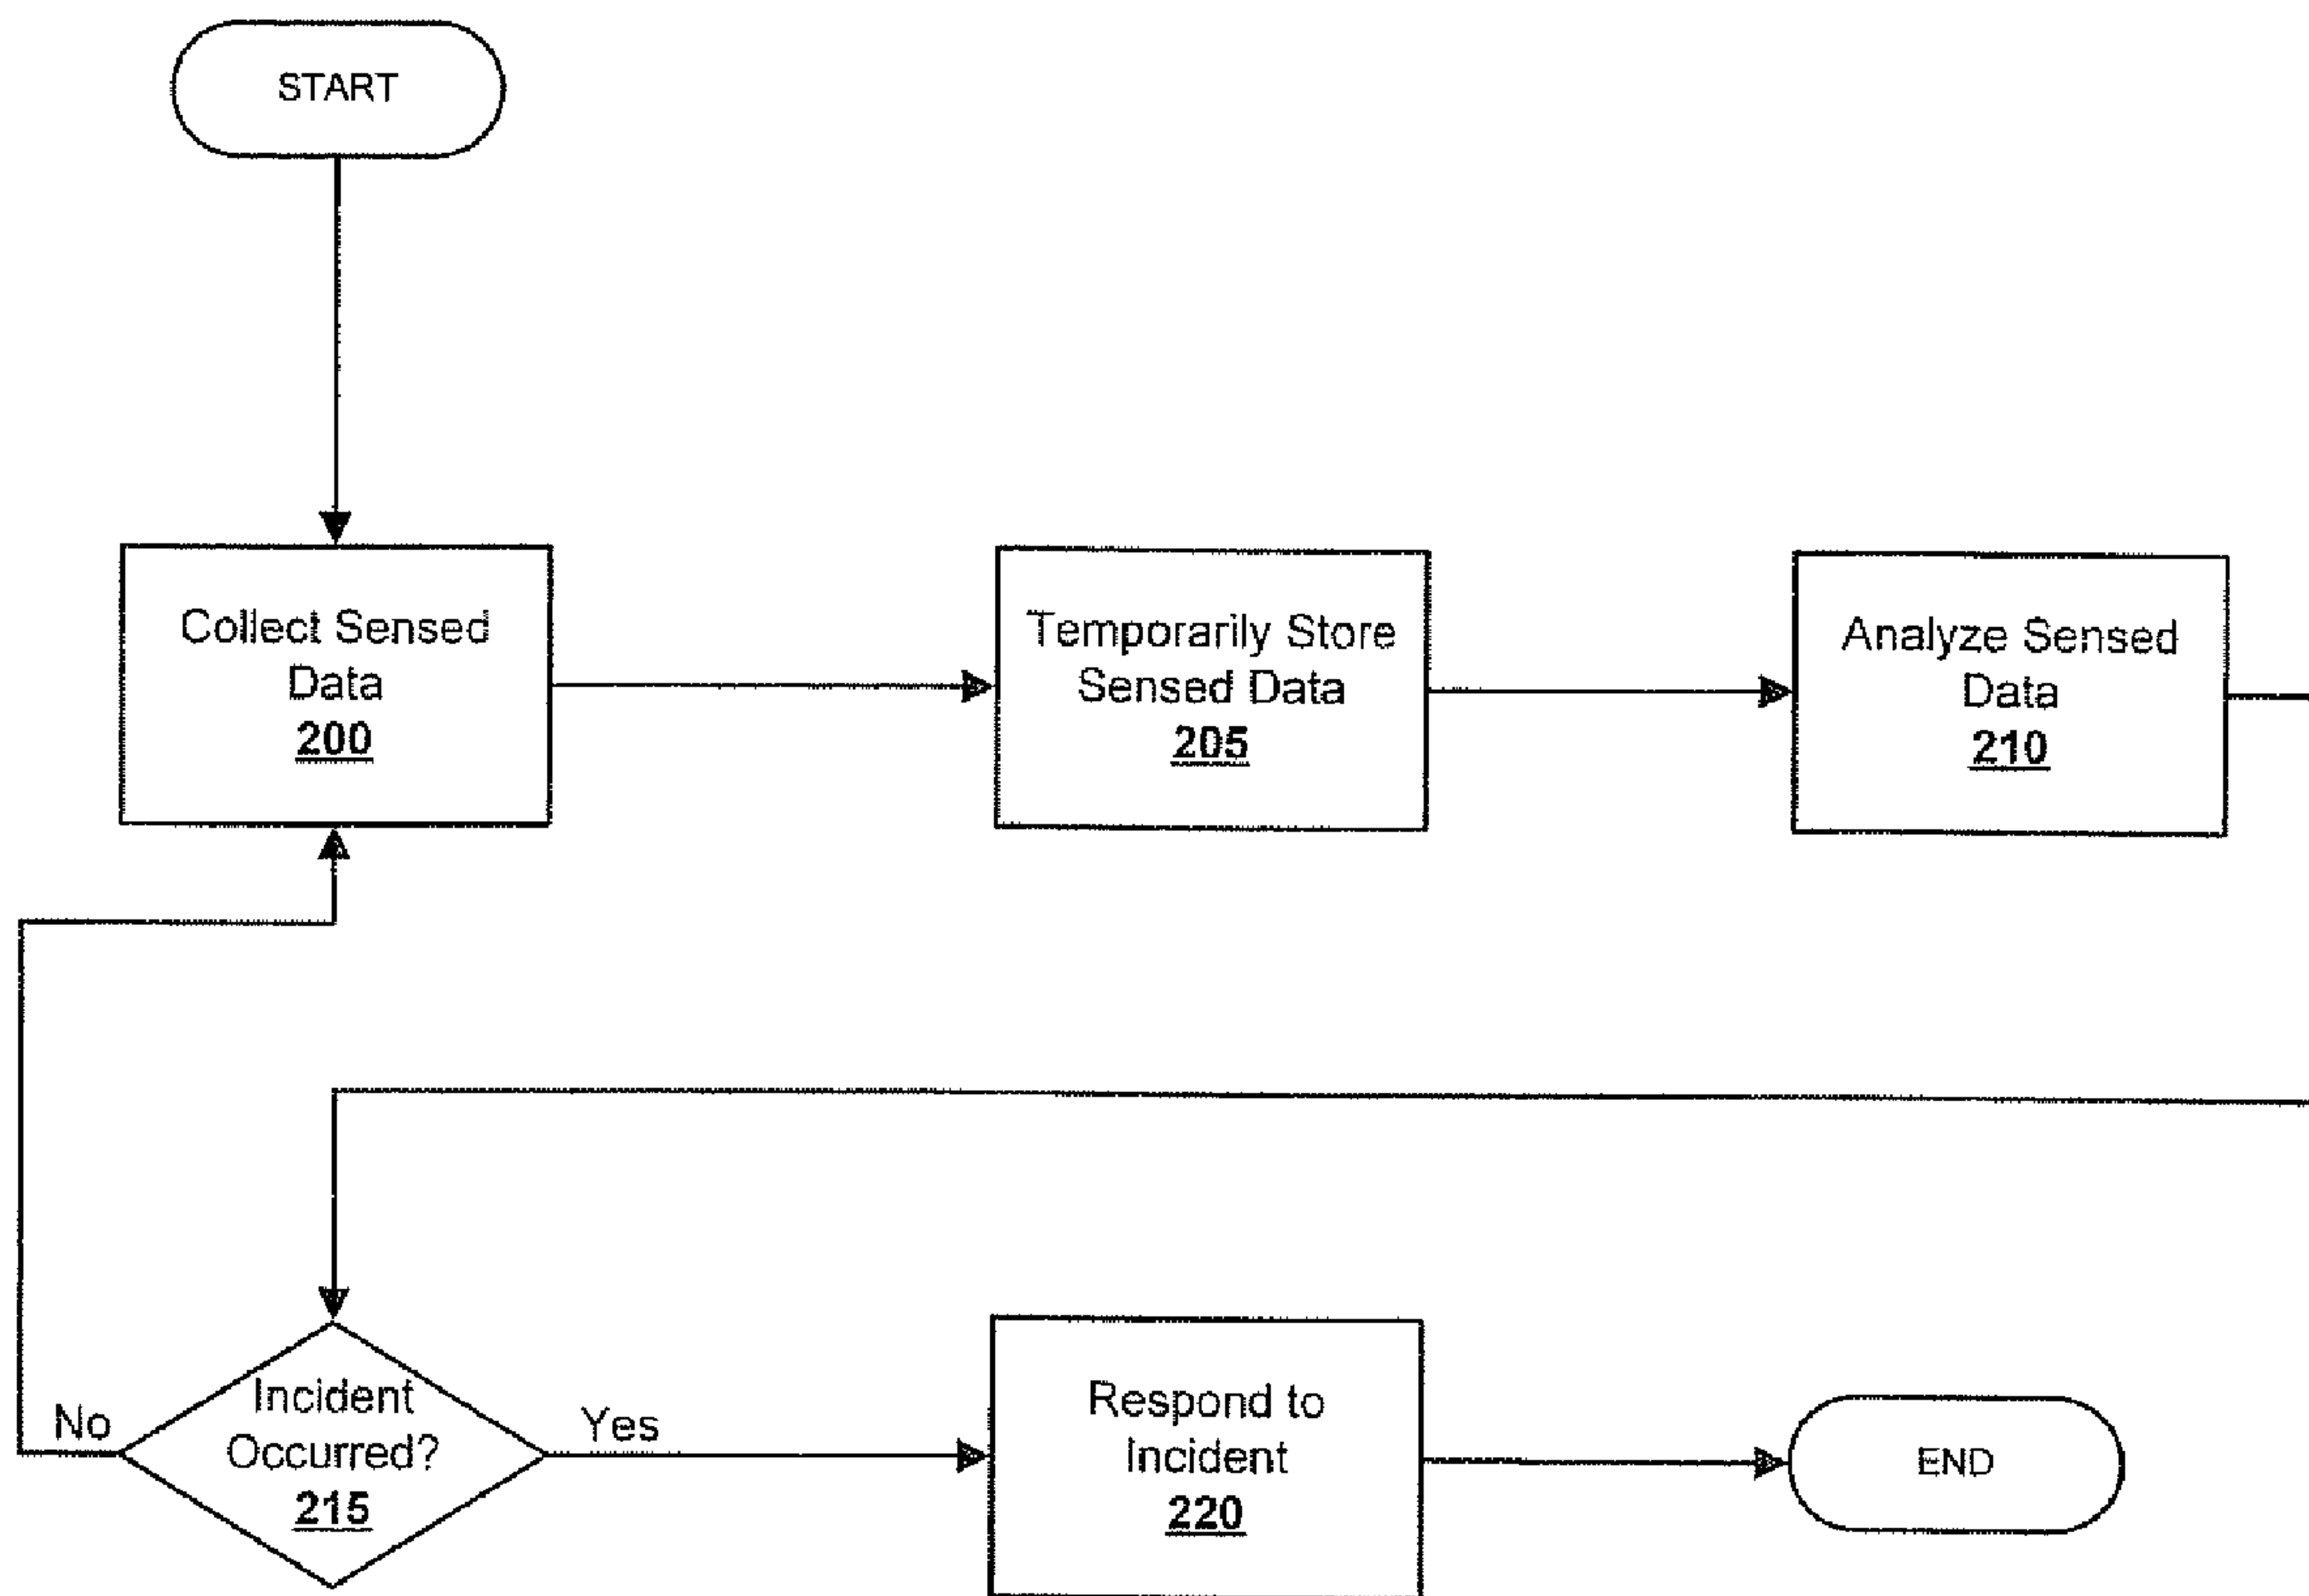 START
Collect Sensed
Data
200
Temporarily Store
Sensed Data
205
Analyze Sensed
Data
210
Incident
Occurred?
215
No
Yes
Respond to
Incident
220
END